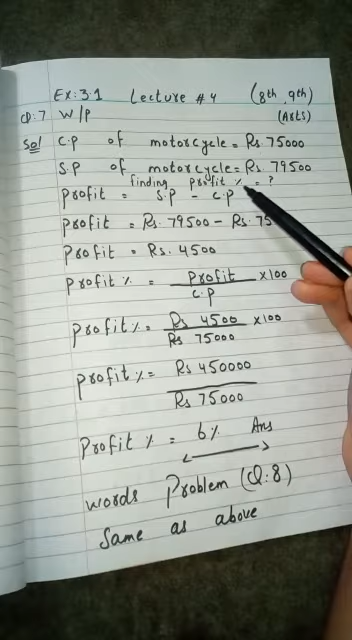 Ex: 3.1 Lecture # 4 (8th, 9th)
Q: 7 W/P (Arts)
Sol C.P of motorcycle = Rs. 75000
S.P of motorcycle = Rs. 79500
finding profit % = ?
profit = S.P - C.P
profit = Rs. 79500 - Rs. 75
profit = Rs. 4500
profit % = profit/C.P ×100
profit % = Rs 4500/Rs 75000 ×100
profit % = Rs 450000/Rs 75000
Profit % = 6% Ans
words Problem (Q:8)
Same as above